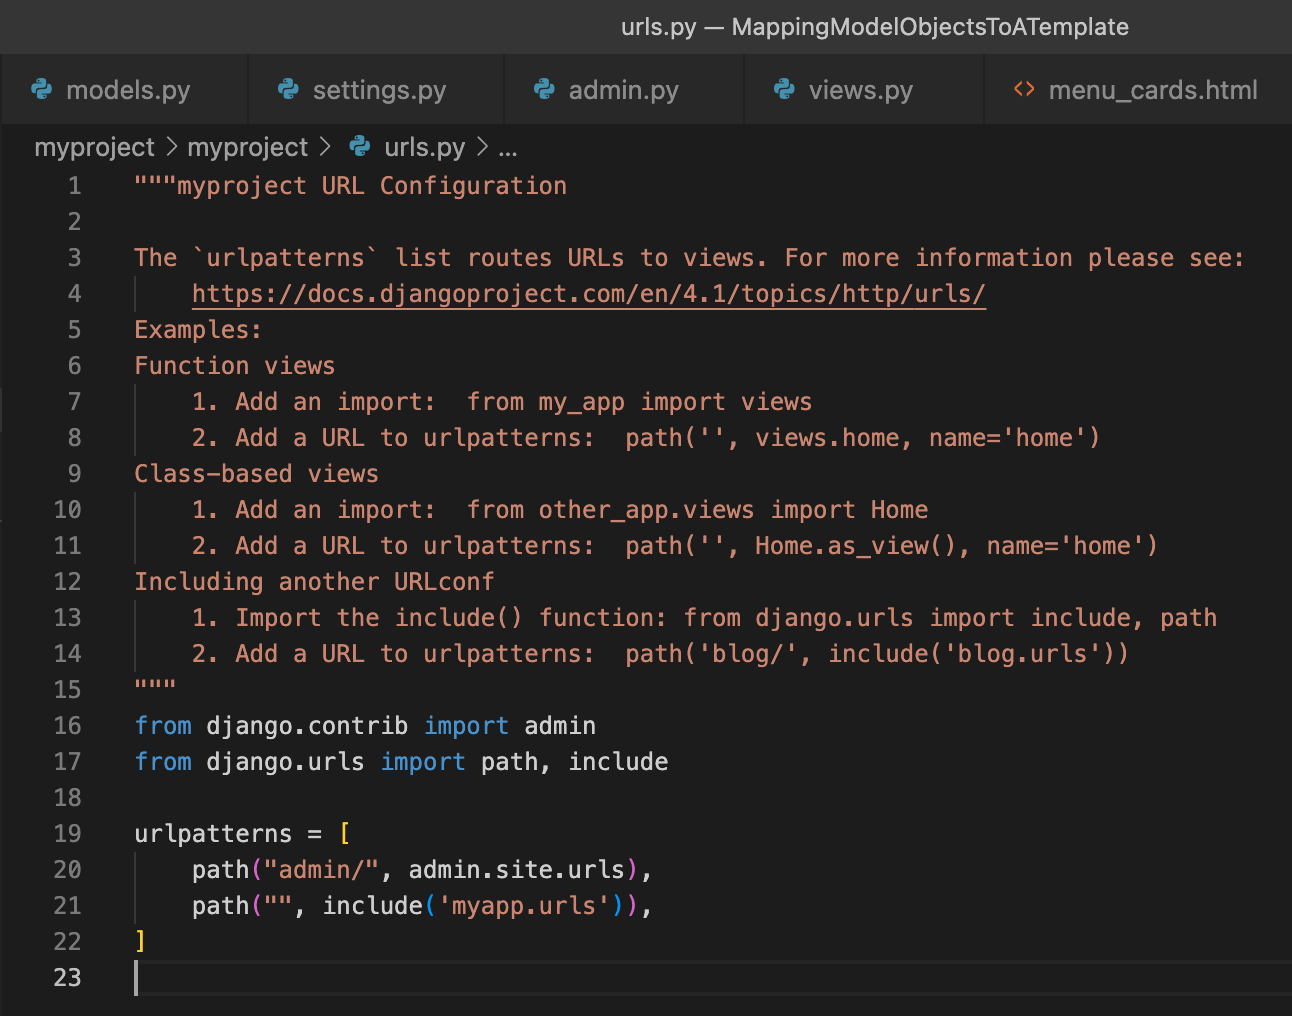 urls.py — MappingModelObjectsToATemplate
models.py settings.py admin.py views.py <> menu_cards.html
myproject > myproject > urls.py > ...
1 """myproject URL Configuration
2
3 The `urlpatterns` list routes URLs to views. For more information please see:
4     https://docs.djangoproject.com/en/4.1/topics/http/urls/
5 Examples:
6 Function views
7     1. Add an import:  from my_app import views
8     2. Add a URL to urlpatterns:  path('', views.home, name='home')
9 Class-based views
10     1. Add an import:  from other_app.views import Home
11     2. Add a URL to urlpatterns:  path('', Home.as_view(), name='home')
12 Including another URLconf
13     1. Import the include() function: from django.urls import include, path
14     2. Add a URL to urlpatterns:  path('blog/', include('blog.urls'))
15 """
16 from django.contrib import admin
17 from django.urls import path, include
18
19 urlpatterns = [
20     path("admin/", admin.site.urls),
21     path("", include('myapp.urls')),
22 ]
23